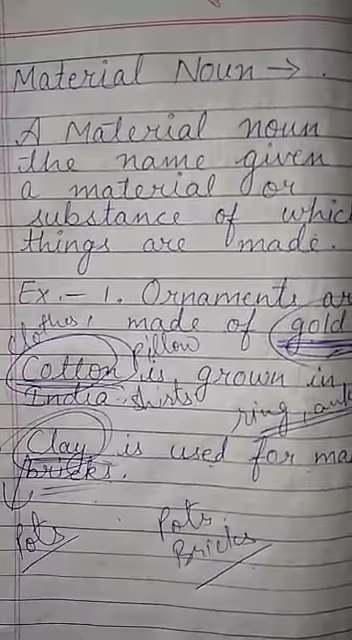 Material Noun →
A Material noun
the name given
a material or
substance of whic
things are made.
Ex.- 1. Ornaments ar
clothes, made of gold
pillow
Cotton is grown in
India. shirts
ring,
Clay is used for ma
bricks.
Pots
Pots.
Bricks